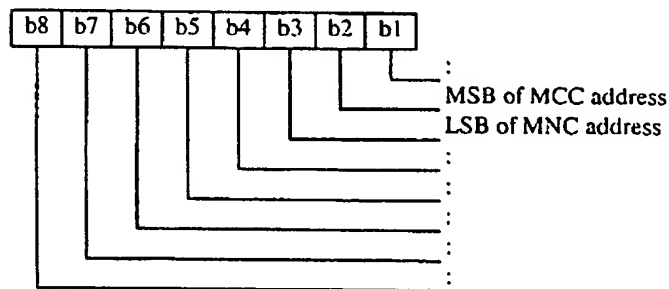 b8 b7 b6 b5 b4 b3 b2 b1
:
MSB of MCC address
LSB of MNC address
:
:
:
:
: